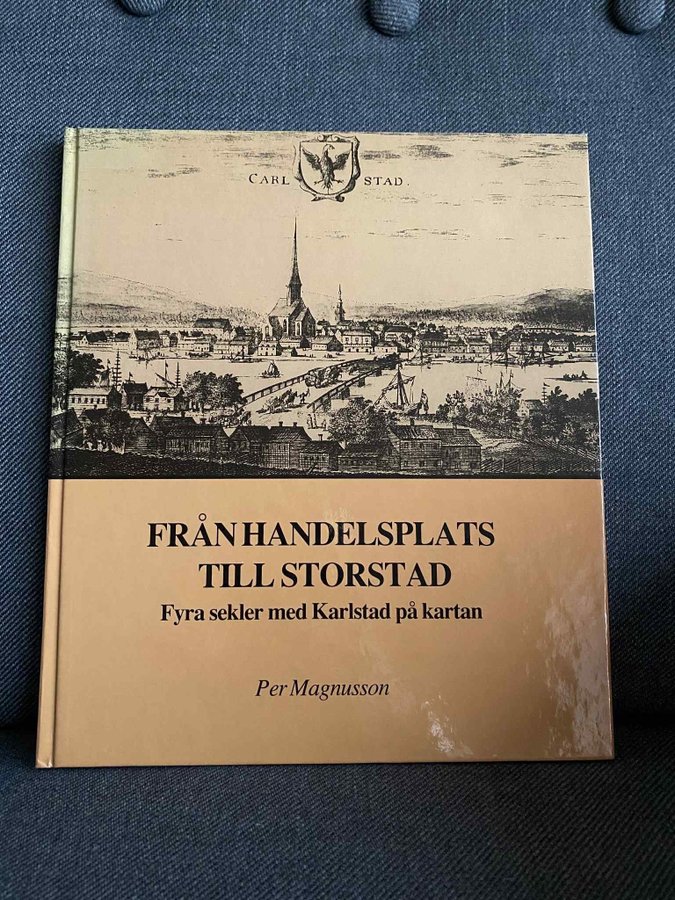 CARL STAD.
FRÅN HANDELSPLATS
TILL STORSTAD
Fyra sekler med Karlstad på kartan
Per Magnusson